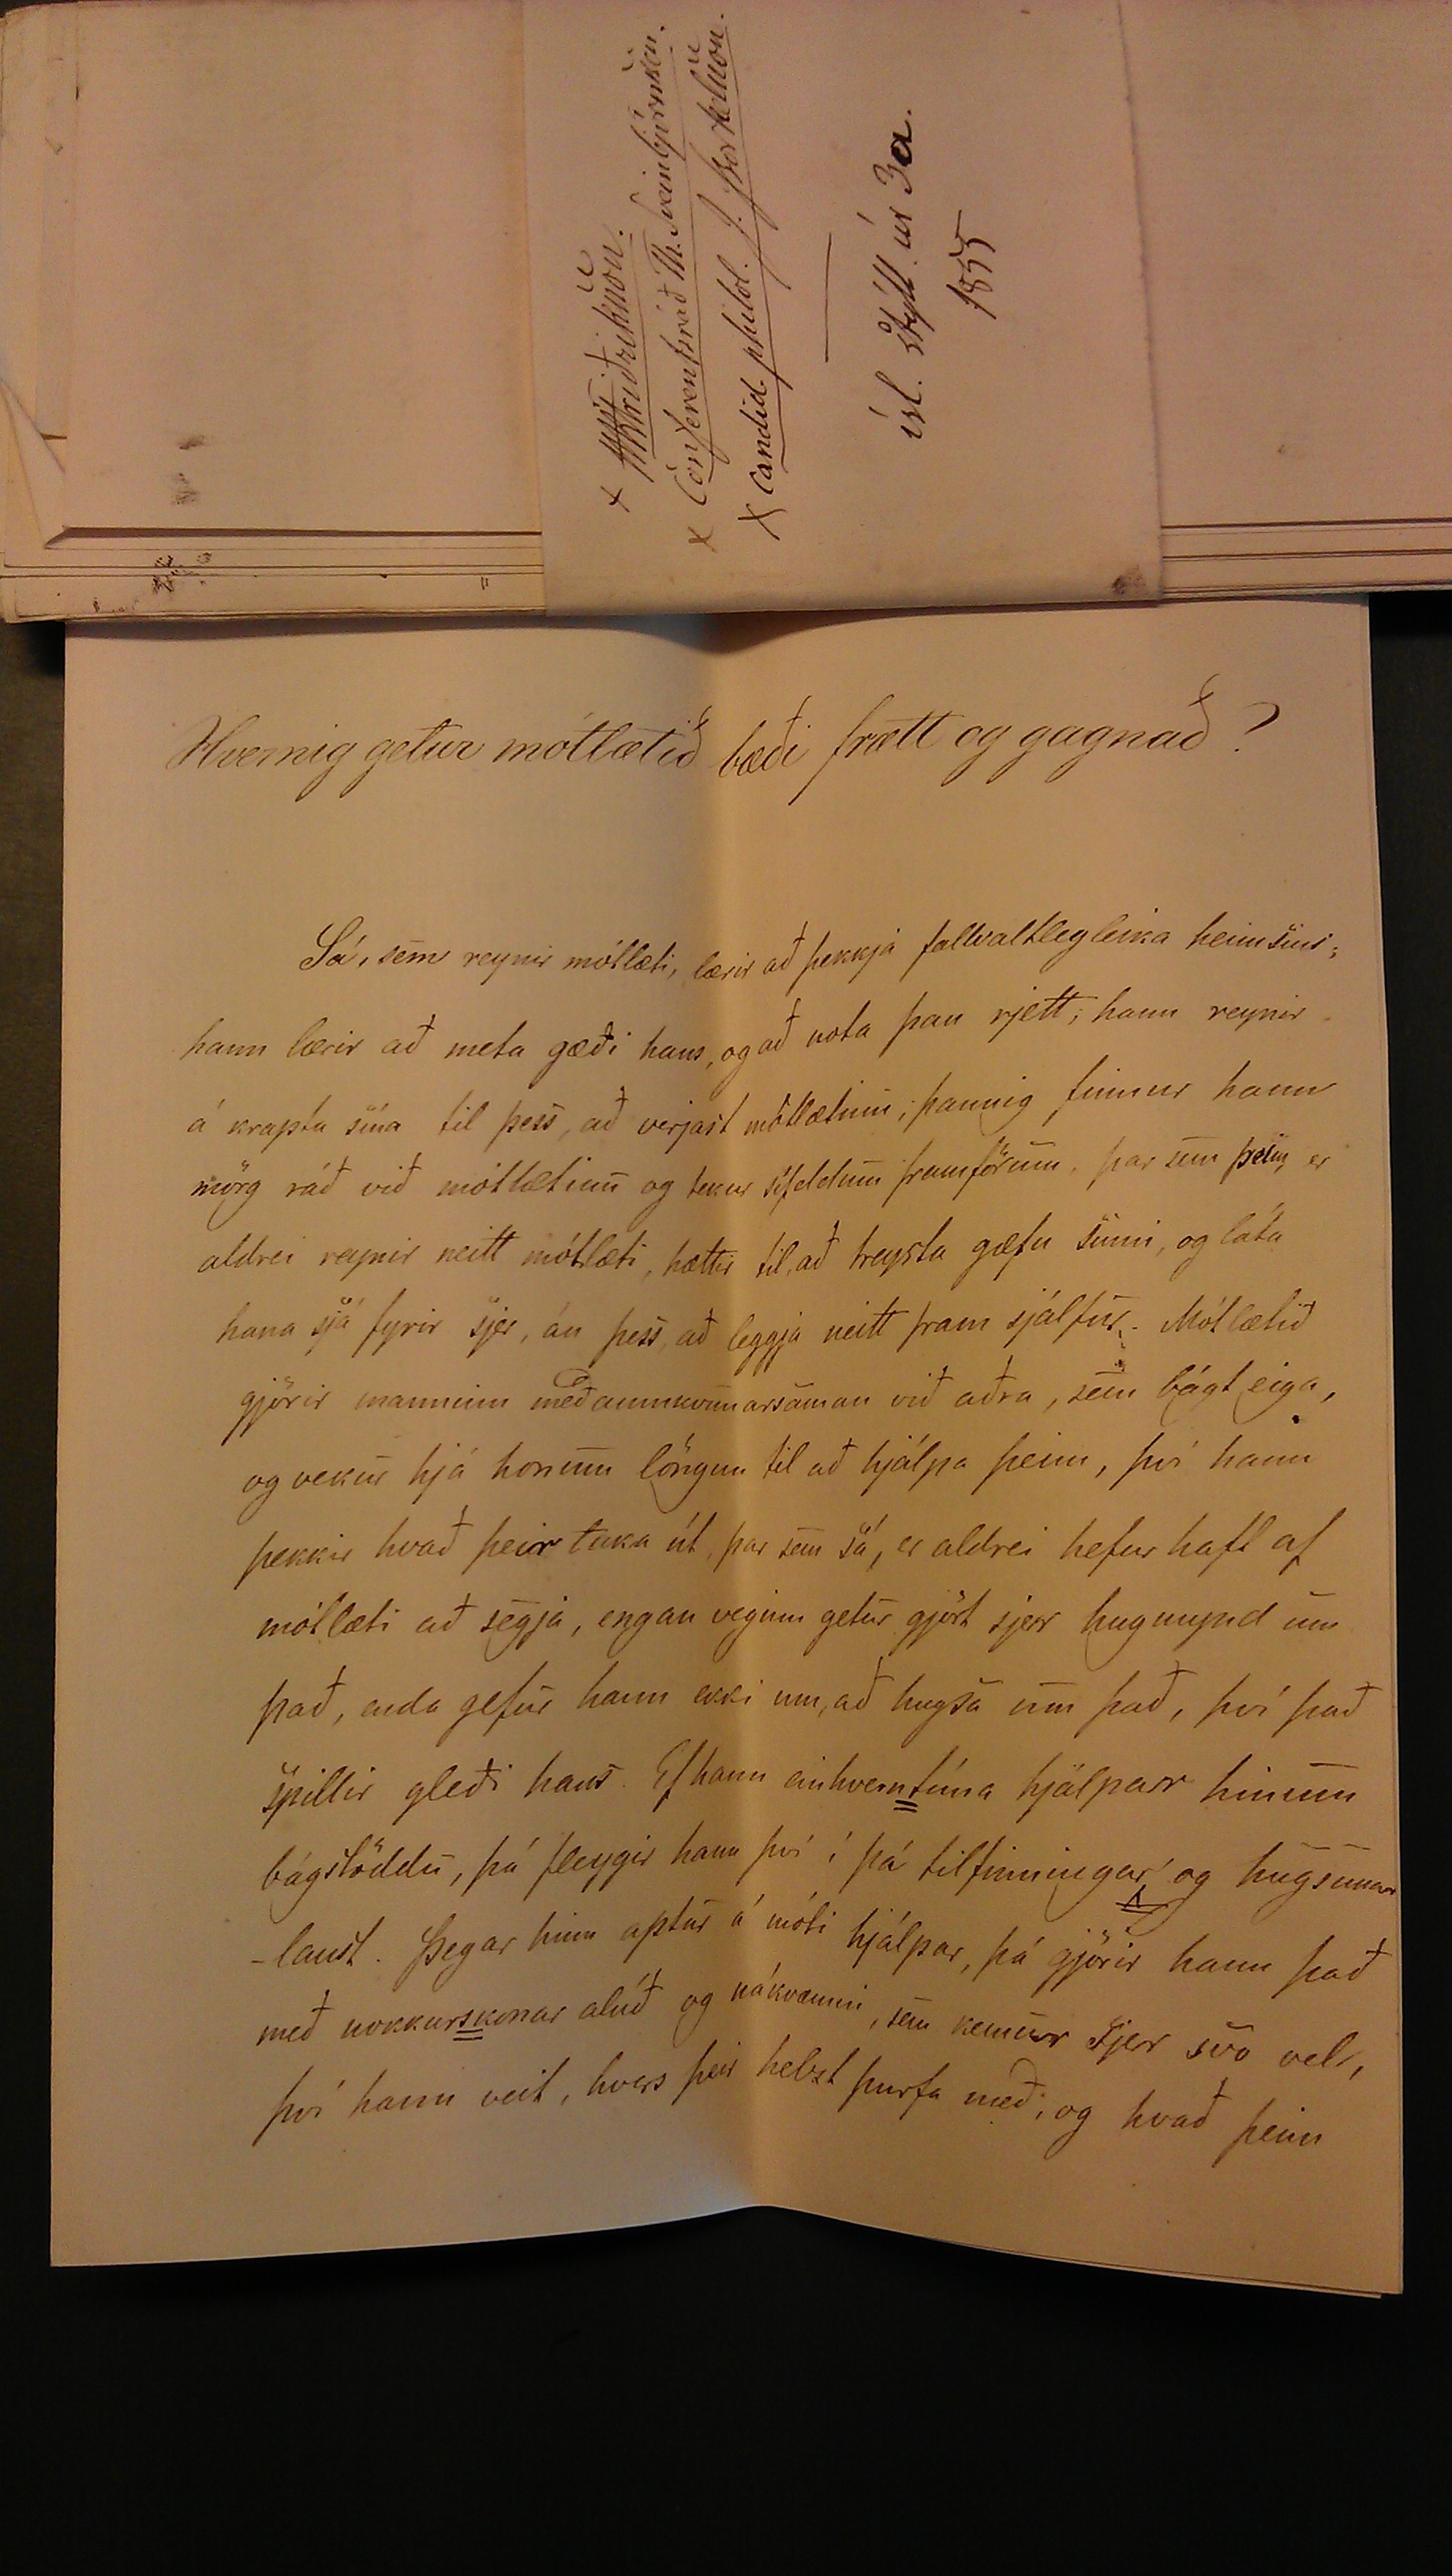 Friðriksson.
x Conferentsráð Th. Sveinbjörnsson.
x Candid. philol. J. Þorkelsson.
ísl. stýll úr 3a.
1855
Hvernig getur mótlætið bæði frætt og gagnað?
Sá, sem reynir mótlæti, lærir að þekkja fallvaltlegleika heimsins;
hann lærir að meta gæði hans, og að nota þau rjett; hann reynir
á krapta sína til þess, að verjast mótlætinu; þannig finnur hann
mörg ráð við mótlætinu og tekur sífeldum framförum, þar sem þeim, er
aldrei reynir neitt mótlæti, hættir til, að treysta gæfu sinni, og láta
hana sjá fyrir sjer, án þess, að leggja neitt fram sjálfur. Mótlætið
gjörir manninn meðaumkvunarsaman við aðra, sem bágt eiga,
og vekur hjá honum löngun til að hjálpa þeim, því hann
þekkir hvað þeir taka út, þar sem sá, er aldrei hefur haft af
mótlæti að segja, engan veginn getur gjört sjer hugmynd um
það, enda gefur hann ekki um, að hugsa um það, því það
spillir gleði hans. Ef hann einhverntíma hjálpar hinum
bágstöddu, þá fleygir hann því í þá tilfinningar og hugsunar
-laust. Þegar hinn aptur á móti hjálpar, þá gjörir hann það
með nokkurskonar alúð og nákvæmni, sem kemur sjer svo vel,
því hann veit, hvers þeir helzt þurfa með, og hvað þeim